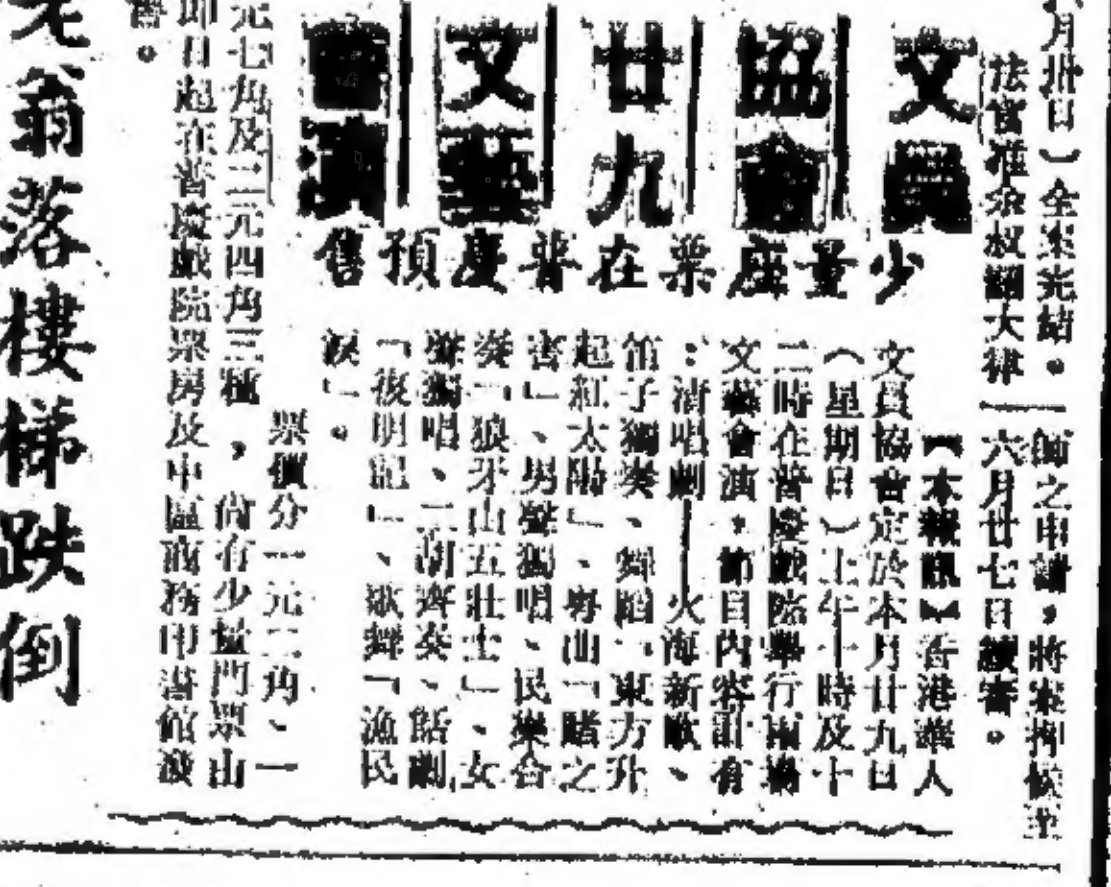 月卅日〕全案先結。
法官准余叔韶大律
師之申請，將案押候至
六月廿七日續審。
文員
協會
廿九
文藝
會演
少量座票在普慶預售
【本報訊】香港華人
文員協會定於本月廿九日
（星期日）上午十時及十
二時在普慶戲院舉行兩場
文藝會演，節目內容計有
：清唱劇——火海新歌、
笛子獨奏、舞蹈「東方升
起紅太陽」、粵曲「賭之
害」、男聲獨唱、民樂合
奏「狼牙山五壯士」、女
聲獨唱、二胡齊奏、話劇
「夜明記」、歌舞「漁民
淚」。
票價分一元二角、一
元七角及二元四角三種，尚有少量門票由
即日起在普慶戲院票房及中區商務印書館發
售。
老翁落樓梯跌倒